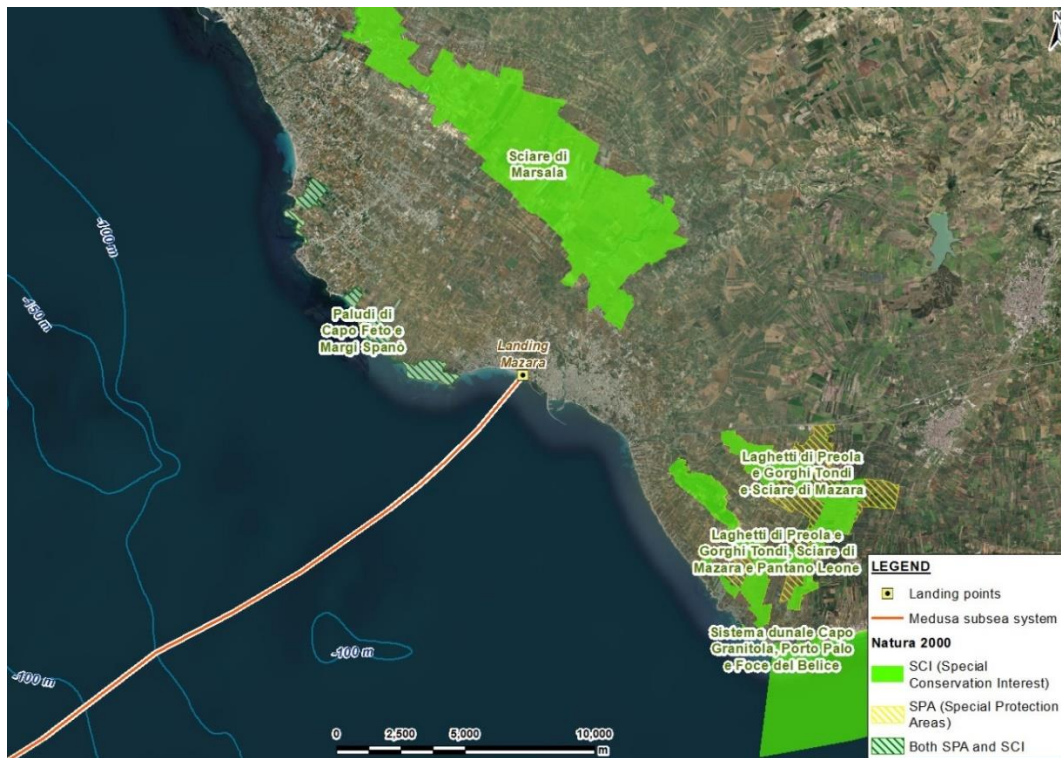 N
Sciare di
Marsala
-100 m
-150 m
Paludi di
Capo Feto e
Margi Spanò
Landing
Mazara
Laghetti di Preola
e Gorghi Tondi
e Sciare di Mazara
Laghetti di Preola e
Gorghi Tondi, Sciare di
Mazara e Pantano Leone
Sistema dunale Capo
Granitola, Porto Palo
e Foce del Belice
-100 m
-100 m
0 2,500 5,000 10,000
m
LEGEND
Landing points
Medusa subsea system
Natura 2000
SCI (Special
Conservation Interest)
SPA (Special Protection
Areas)
Both SPA and SCI